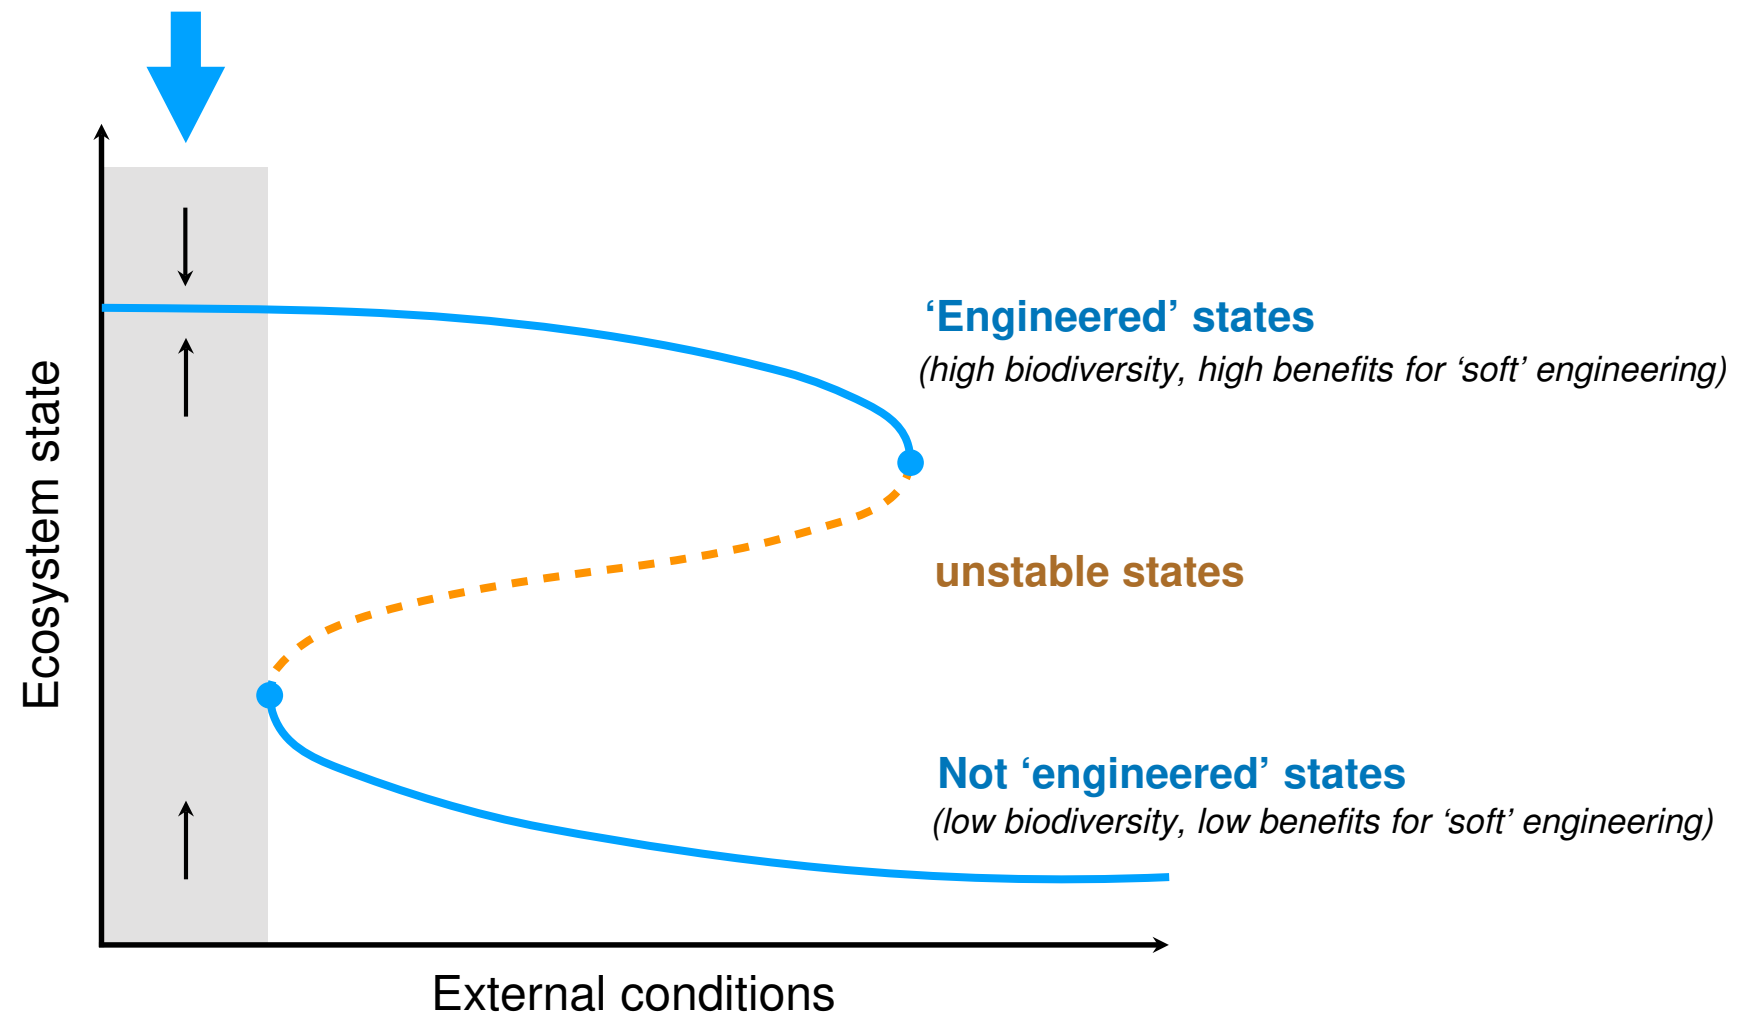 Ecosystem state
‘Engineered’ states
(high biodiversity, high benefits for ‘soft’ engineering)
unstable states
Not ‘engineered’ states
(low biodiversity, low benefits for ‘soft’ engineering)
External conditions